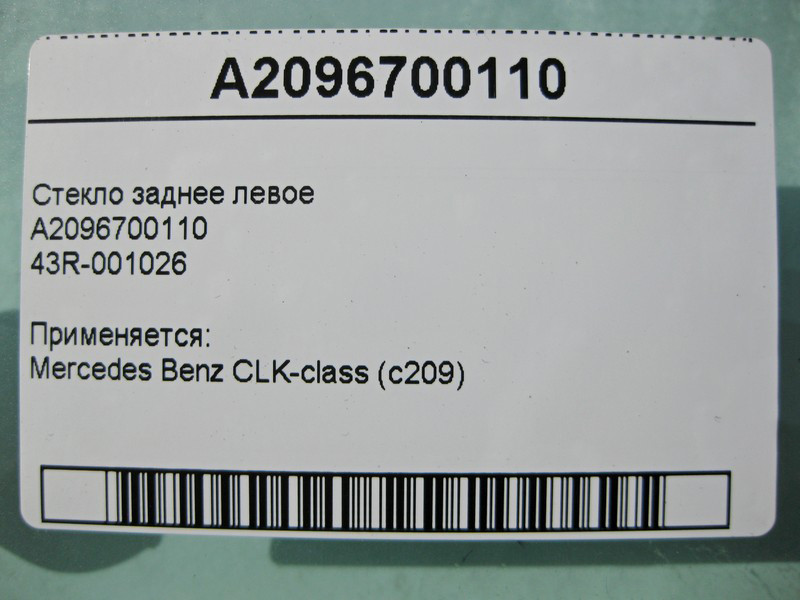 A2096700110
Стекло заднее левое
A2096700110
43R-001026
Применяется:
Mercedes Benz CLK-class (c209)